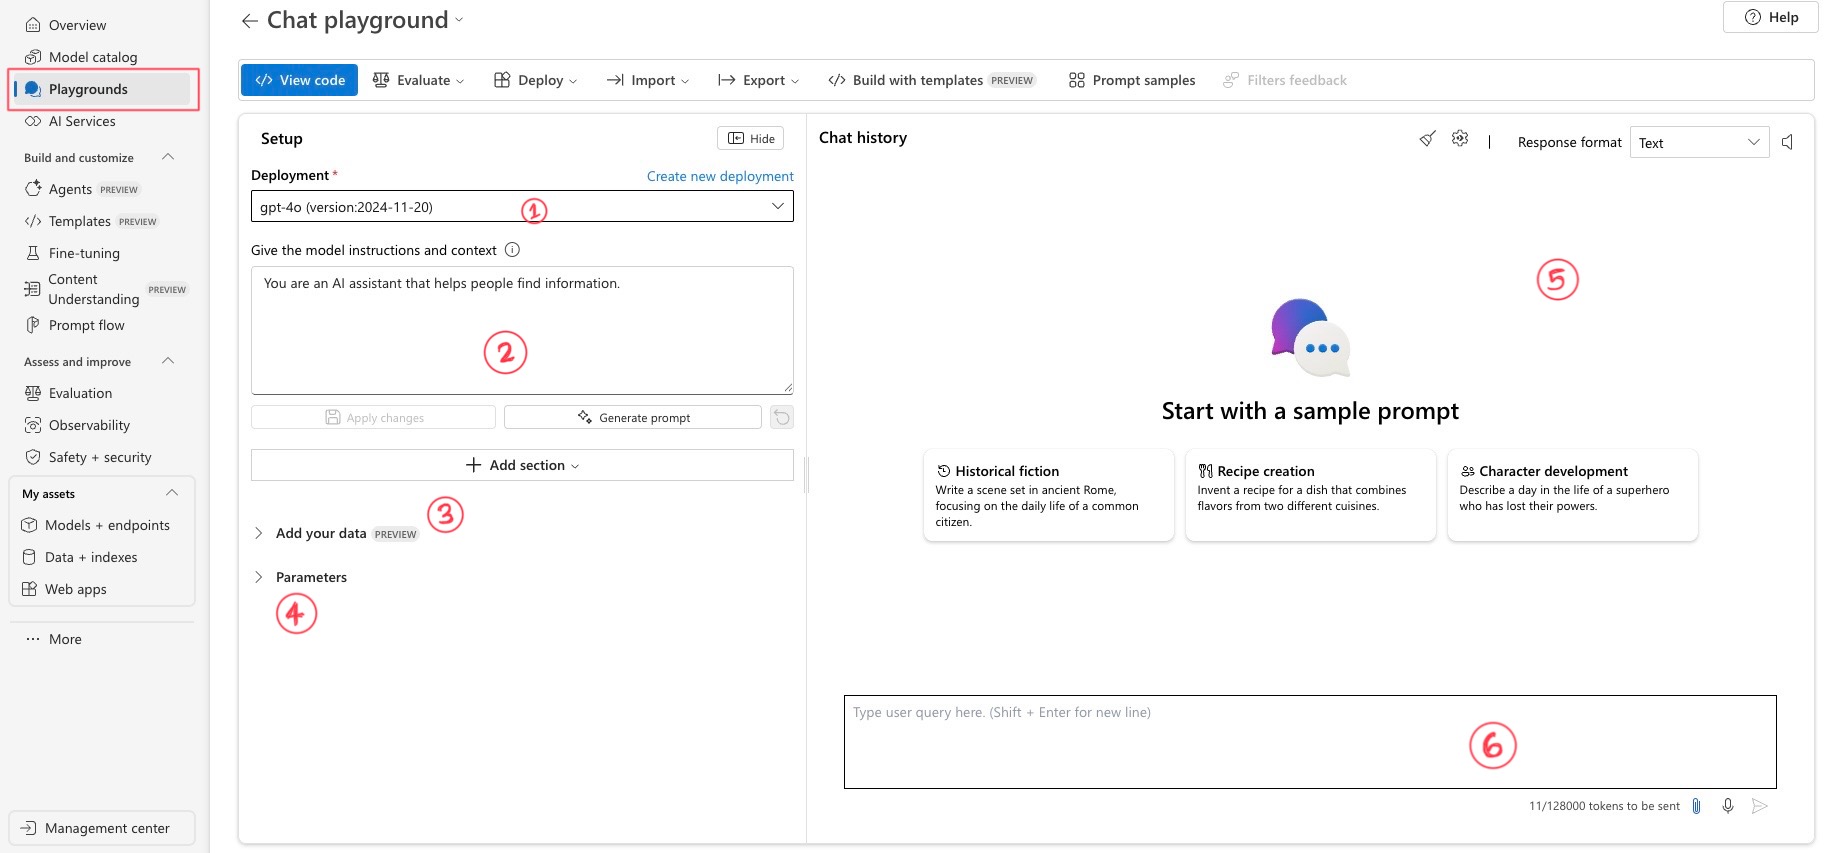 Overview
Model catalog
Playgrounds
AI Services
Build and customize
Agents PREVIEW
Templates PREVIEW
Fine-tuning
Content
Understanding PREVIEW
Prompt flow
Assess and improve
Evaluation
Observability
Safety + security
My assets
Models + endpoints
Data + indexes
Web apps
More
Management center
Chat playground
Help
View code Evaluate Deploy Import Export Build with templates PREVIEW Prompt samples Filters feedback
Setup
Hide
Deployment * Create new deployment
gpt-4o (version:2024-11-20)
1
Give the model instructions and context
You are an AI assistant that helps people find information.
2
Apply changes Generate prompt
Add section
3
Add your data PREVIEW
Parameters
4
Chat history
Response format Text
5
Start with a sample prompt
Historical fiction
Write a scene set in ancient Rome,
focusing on the daily life of a common
citizen.
Recipe creation
Invent a recipe for a dish that combines
flavors from two different cuisines.
Character development
Describe a day in the life of a superhero
who has lost their powers.
Type user query here. (Shift + Enter for new line)
6
11/128000 tokens to be sent